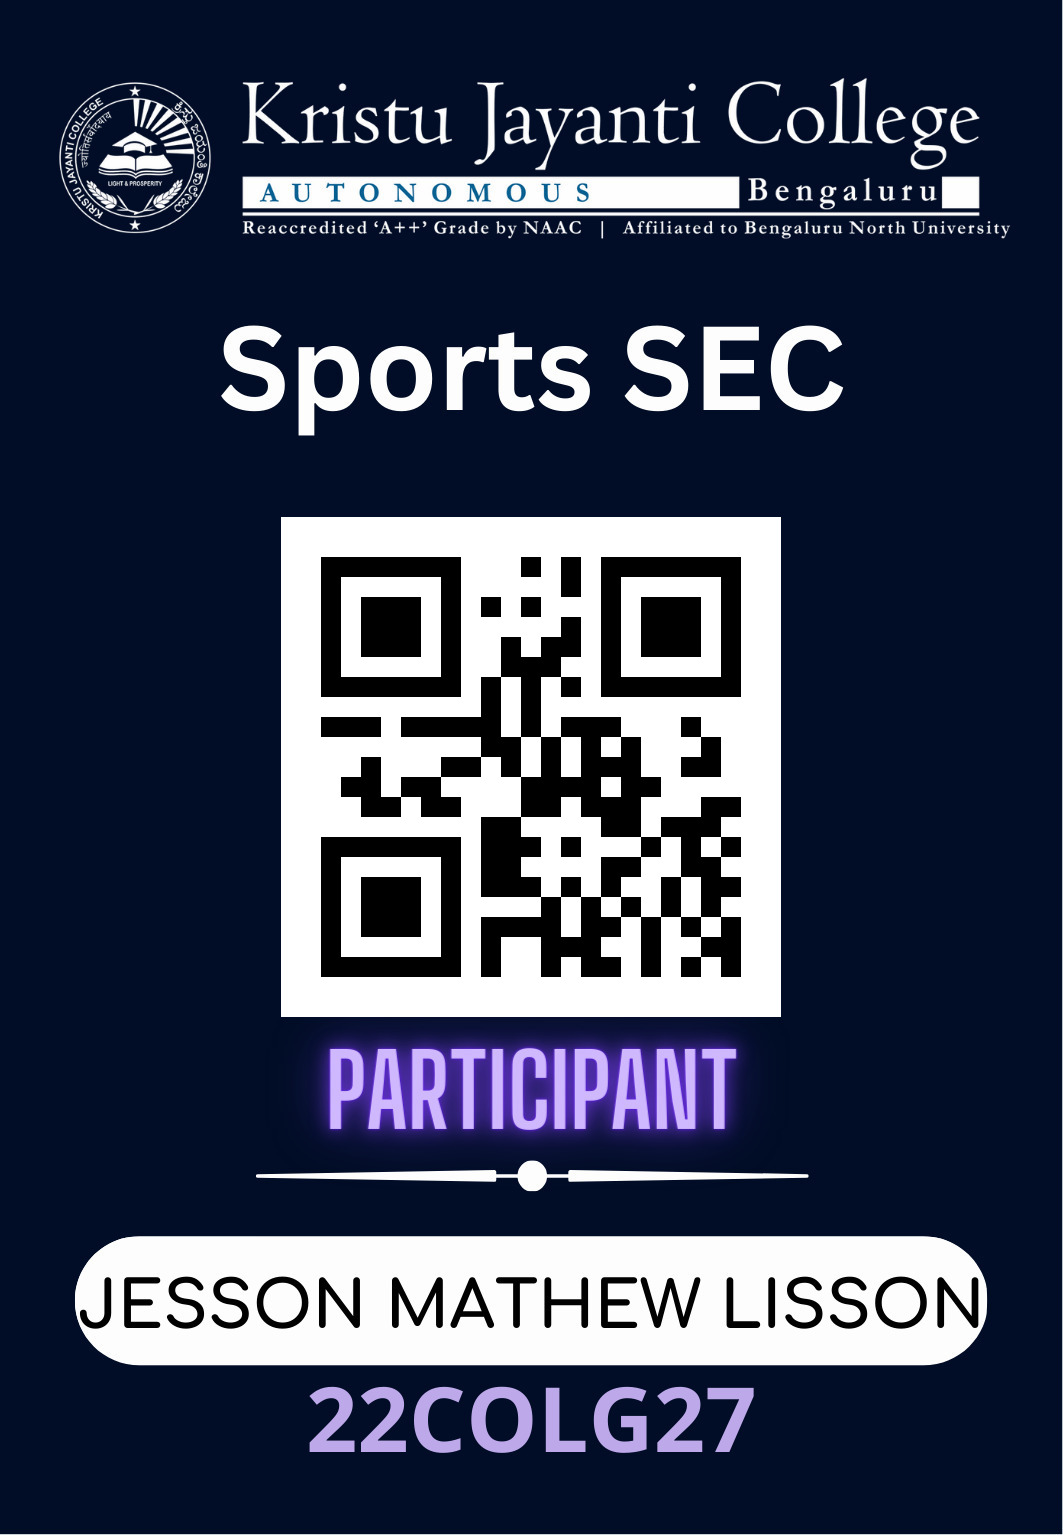 KRISTU JAYANTI COLLEGE
ಕ್ರಿಸ್ತು ಜಯಂತಿ ಕಾಲೇಜು
LIGHT & PROSPERITY
Kristu Jayanti College
AUTONOMOUS Bengaluru
Reaccredited ‘A++’ Grade by NAAC | Affiliated to Bengaluru North University
Sports SEC
PARTICIPANT
JESSON MATHEW LISSON
22COLG27